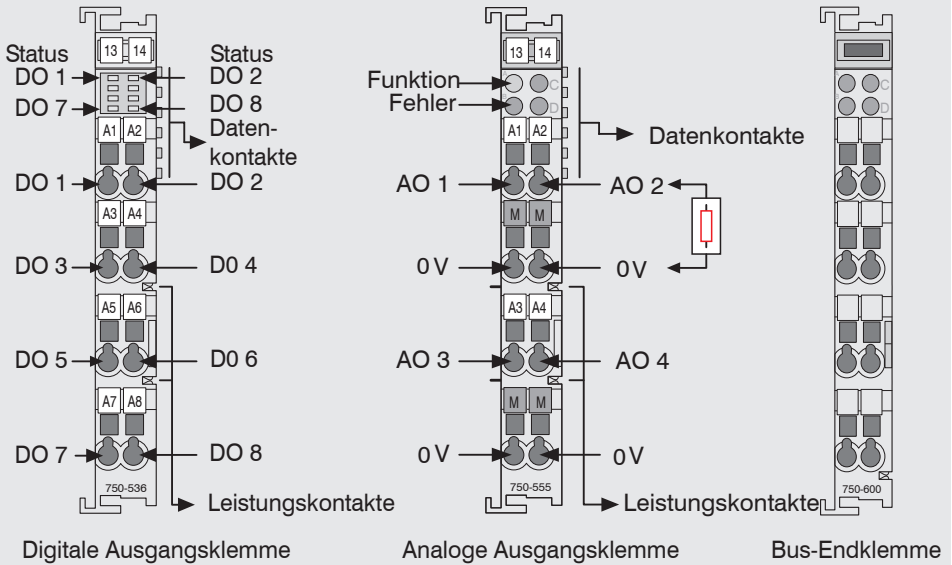 13 14
Status
DO 1
DO 7
Status
DO 2
DO 8
Daten-
kontakte
A1 A2
DO 1
DO 2
A3 A4
DO 3
D0 4
A5 A6
DO 5
D0 6
A7 A8
DO 7
DO 8
750-536
Leistungskontakte
Digitale Ausgangsklemme
13 14
Funktion
Fehler
A
C
B
D
A1 A2
Datenkontakte
AO 1
AO 2
M M
0 V
0 V
A3 A4
AO 3
AO 4
M M
0 V
0 V
750-555
Leistungskontakte
Analoge Ausgangsklemme
A
C
B
D
750-600
Bus-Endklemme